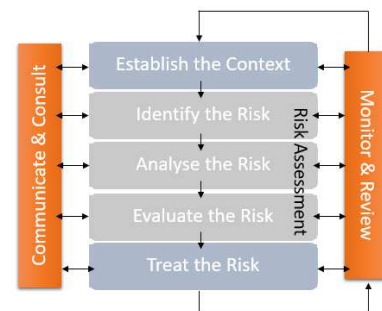 Communicate & Consult
Establish the Context
Identify the Risk
Analyse the Risk
Evaluate the Risk
Treat the Risk
Risk Assessment
Monitor & Review